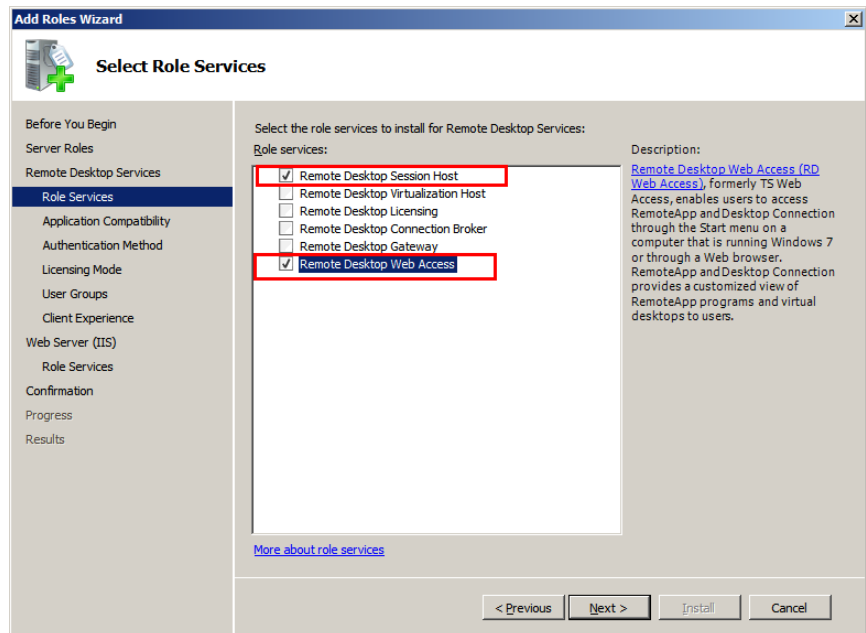 Add Roles Wizard
Select Role Services
Before You Begin
Server Roles
Remote Desktop Services
Role Services
Application Compatibility
Authentication Method
Licensing Mode
User Groups
Client Experience
Web Server (IIS)
Role Services
Confirmation
Progress
Results
Select the role services to install for Remote Desktop Services:
Role services:
Remote Desktop Session Host
Remote Desktop Virtualization Host
Remote Desktop Licensing
Remote Desktop Connection Broker
Remote Desktop Gateway
Remote Desktop Web Access
More about role services
Description:
Remote Desktop Web Access (RD
Web Access), formerly TS Web
Access, enables users to access
RemoteApp and Desktop Connection
through the Start menu on a
computer that is running Windows 7
or through a Web browser.
RemoteApp and Desktop Connection
provides a customized view of
RemoteApp programs and virtual
desktops to users.
< Previous
Next >
Install
Cancel